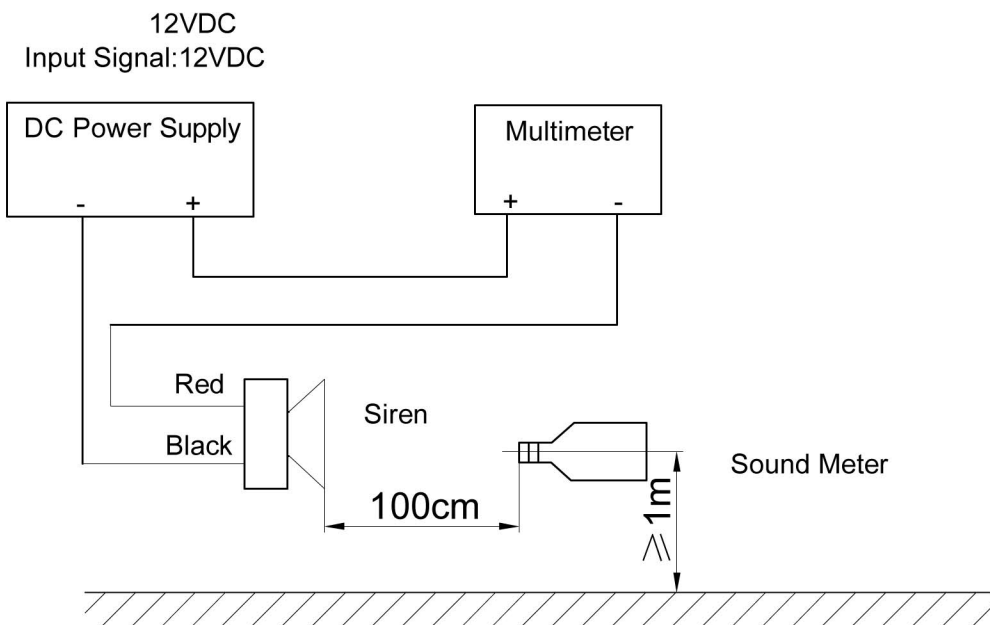 12VDC
Input Signal:12VDC
DC Power Supply
- +
Multimeter
+ -
Red
Black
Siren
Sound Meter
100cm
⩾1m